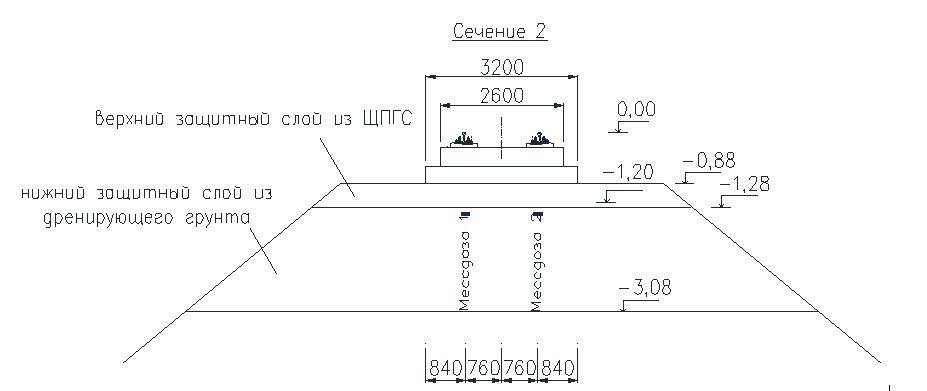 Сечение 2
3200
2600
0,00
верхний защитный слой из ЩПГС
-0,88
-1,20
-1,28
нижний защитный слой из
дренирующего грунта
Мессдоза 1
Мессдоза 2
-3,08
840 760 760 840